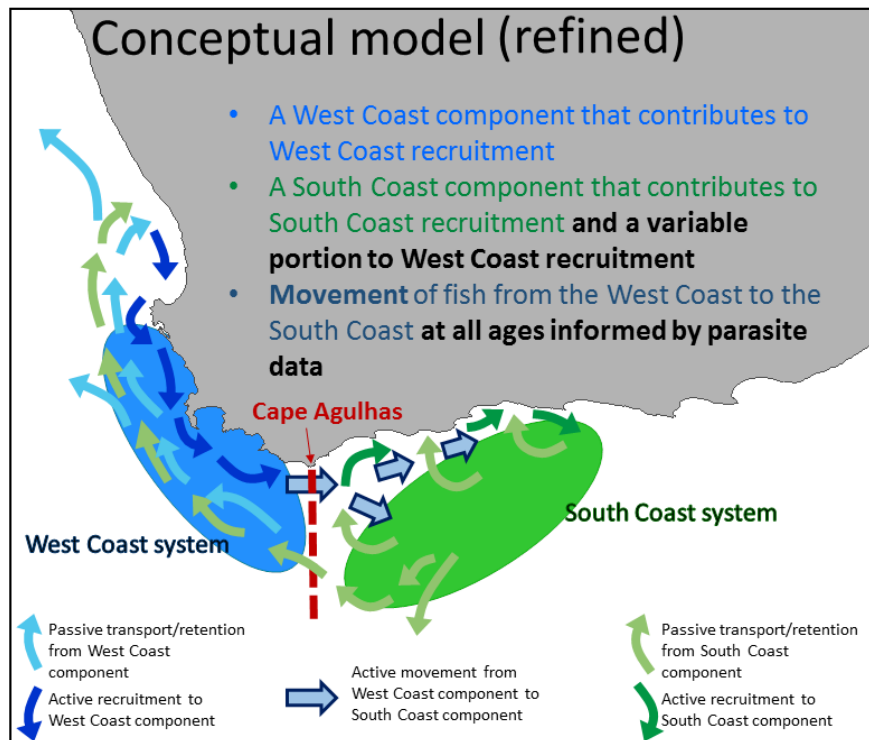 Conceptual model (refined)
• A West Coast component that contributes to
West Coast recruitment
• A South Coast component that contributes to
South Coast recruitment and a variable
portion to West Coast recruitment
• Movement of fish from the West Coast to the
South Coast at all ages informed by parasite
data
Cape Agulhas
South Coast system
West Coast system
Passive transport/retention
from West Coast
component
Active recruitment to
West Coast component
Active movement from
West Coast component to
South Coast component
Passive transport/retention
from South Coast
component
Active recruitment to
South Coast component